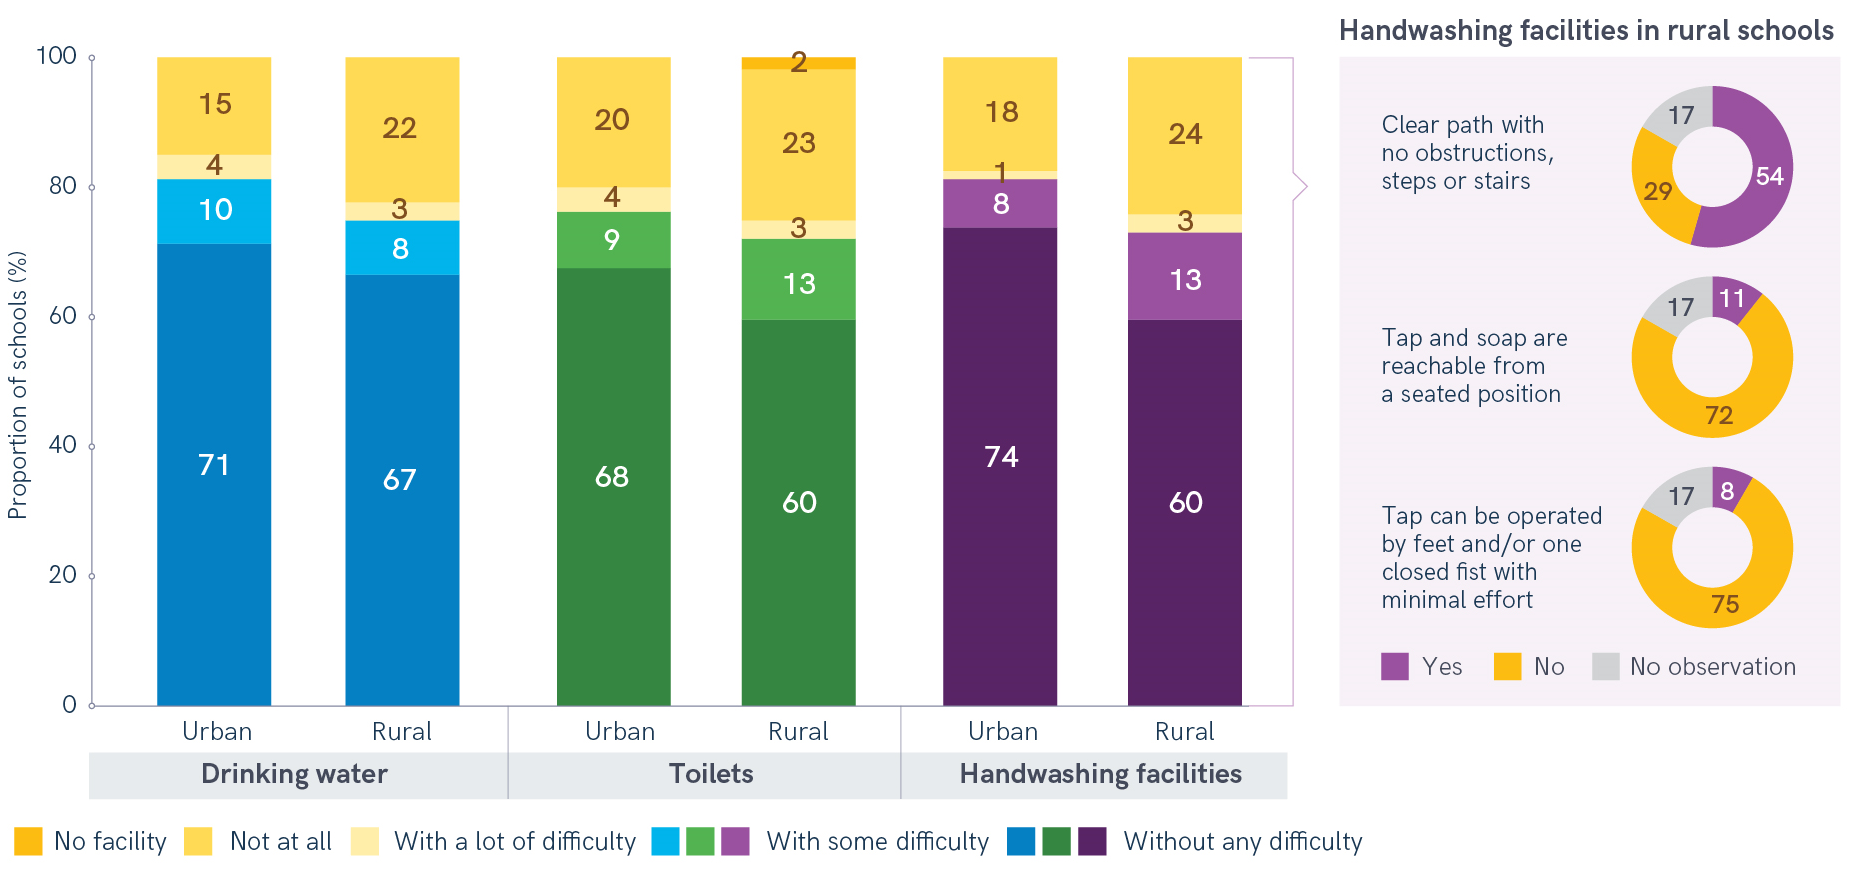 Handwashing facilities in rural schools
Proportion of schools (%)
100
80
60
40
20
0
15
4
10
71
22
3
8
67
20
4
9
68
2
23
3
13
60
18
1
8
74
24
3
13
60
Urban
Rural
Urban
Rural
Urban
Rural
Drinking water
Toilets
Handwashing facilities
Clear path with
no obstructions,
steps or stairs
17
54
29
Tap and soap are
reachable from
a seated position
17
11
72
Tap can be operated
by feet and/or one
closed fist with
minimal effort
17
8
75
Yes
No
No observation
No facility
Not at all
With a lot of difficulty
With some difficulty
Without any difficulty